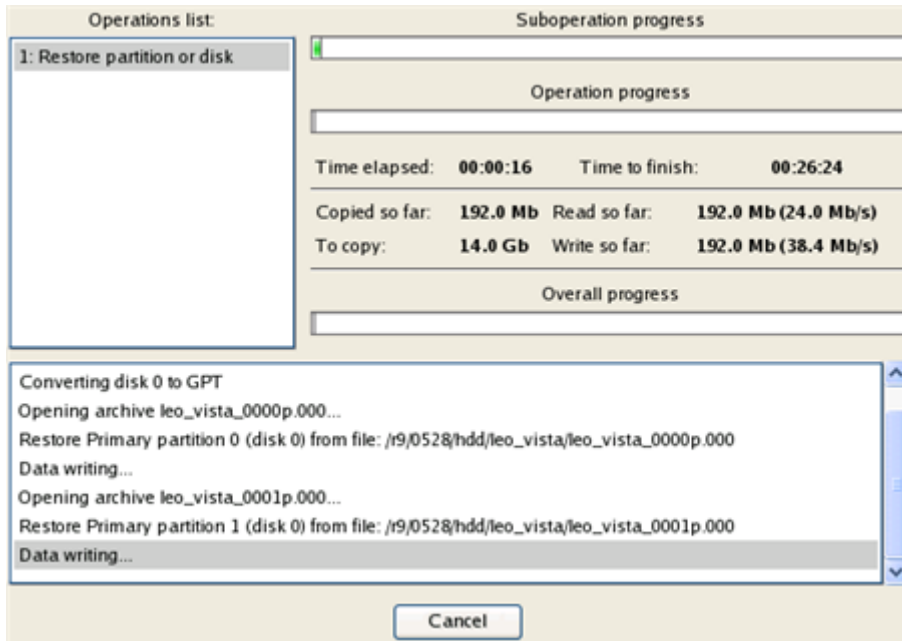 Operations list:
1: Restore partition or disk
Suboperation progress
Operation progress
Time elapsed: 00:00:16 Time to finish: 00:26:24
Copied so far: 192.0 Mb Read so far: 192.0 Mb (24.0 Mb/s)
To copy: 14.0 Gb Write so far: 192.0 Mb (38.4 Mb/s)
Overall progress
Converting disk 0 to GPT
Opening archive leo_vista_0000p.000...
Restore Primary partition 0 (disk 0) from file: /r9/0528/hdd/leo_vista/leo_vista_0000p.000
Data writing...
Opening archive leo_vista_0001p.000...
Restore Primary partition 1 (disk 0) from file: /r9/0528/hdd/leo_vista/leo_vista_0001p.000
Data writing...
Cancel